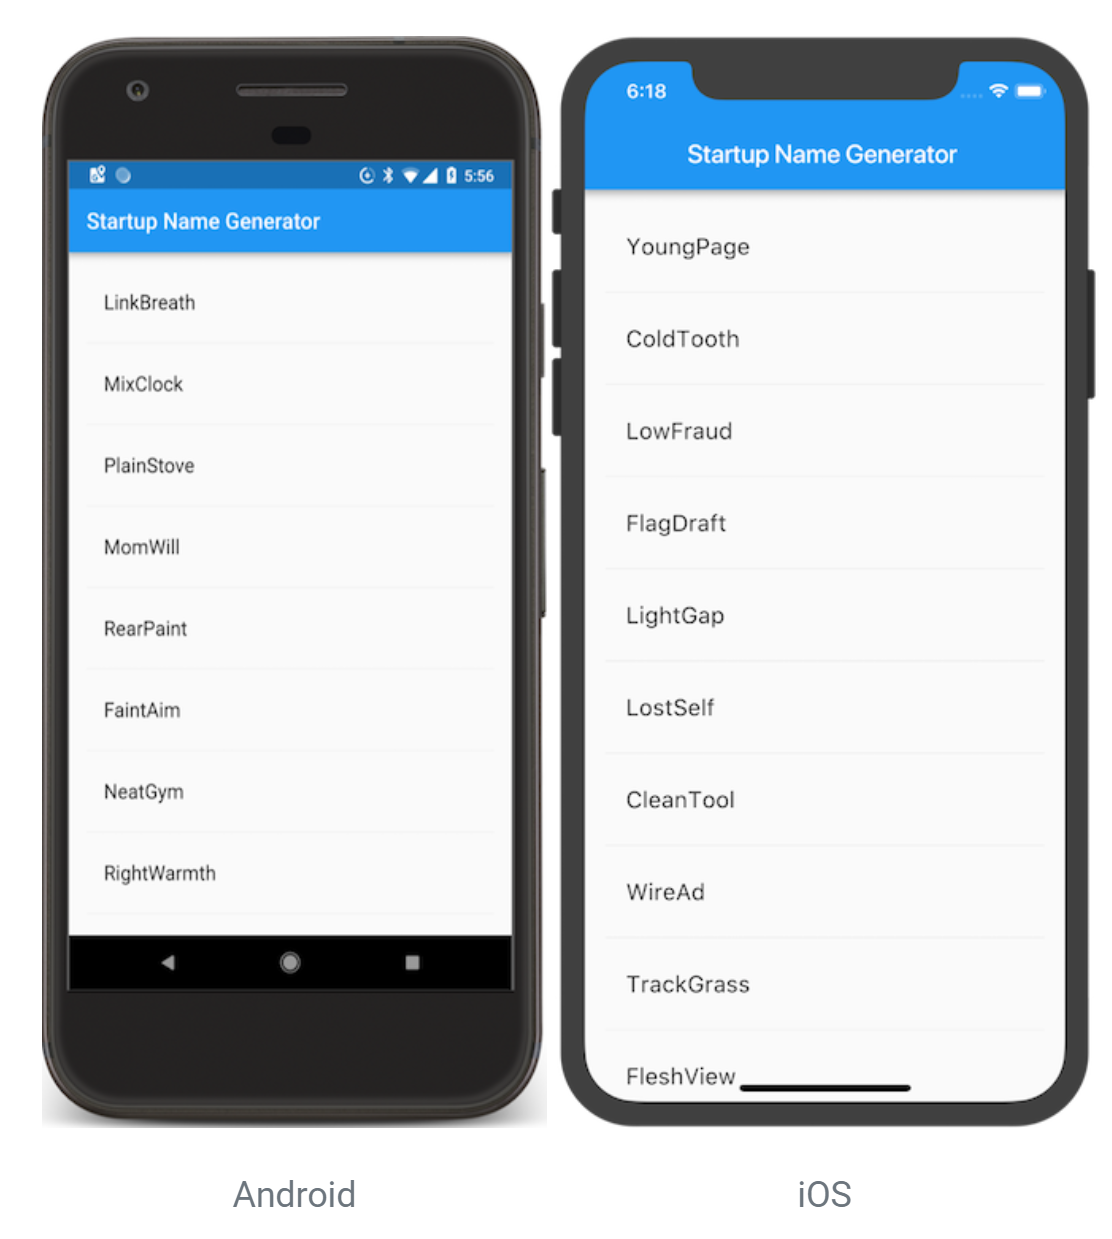 5:56
Startup Name Generator
LinkBreath
MixClock
PlainStove
MomWill
RearPaint
FaintAim
NeatGym
RightWarmth
Android
6:18
Startup Name Generator
YoungPage
ColdTooth
LowFraud
FlagDraft
LightGap
LostSelf
CleanTool
WireAd
TrackGrass
FleshView
iOS